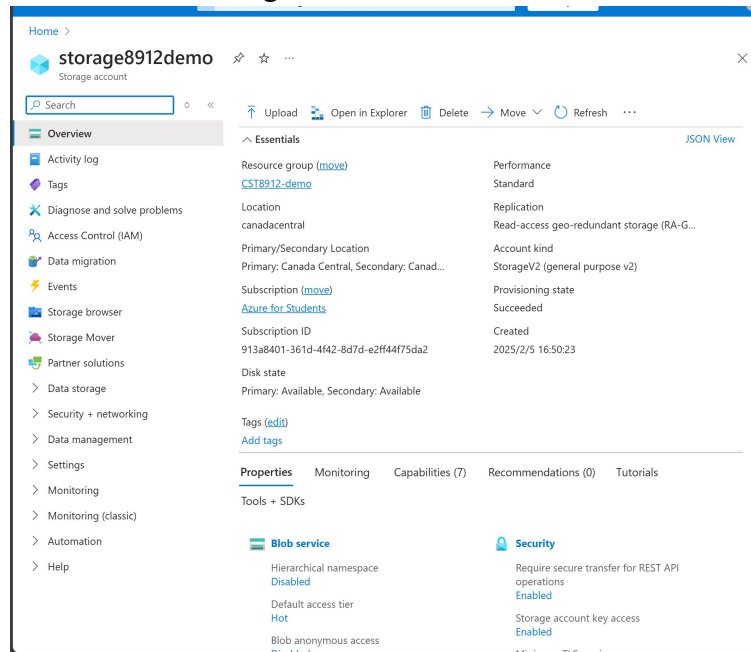 Home >
storage8912demo
Storage account
Search
Overview
Activity log
Tags
Diagnose and solve problems
Access Control (IAM)
Data migration
Events
Storage browser
Storage Mover
Partner solutions
Data storage
Security + networking
Data management
Settings
Monitoring
Monitoring (classic)
Automation
Help
Upload Open in Explorer Delete Move Refresh ...
Essentials
JSON View
Resource group (move)
CST8912-demo
Location
canadacentral
Primary/Secondary Location
Primary: Canada Central, Secondary: Canad...
Subscription (move)
Azure for Students
Subscription ID
913a8401-361d-4f42-8d7d-e2ff44f75da2
Disk state
Primary: Available, Secondary: Available
Performance
Standard
Replication
Read-access geo-redundant storage (RA-G...
Account kind
StorageV2 (general purpose v2)
Provisioning state
Succeeded
Created
2025/2/5 16:50:23
Tags (edit)
Add tags
Properties Monitoring Capabilities (7) Recommendations (0) Tutorials
Tools + SDKs
Blob service
Hierarchical namespace
Disabled
Default access tier
Hot
Blob anonymous access
Security
Require secure transfer for REST API
operations
Enabled
Storage account key access
Enabled